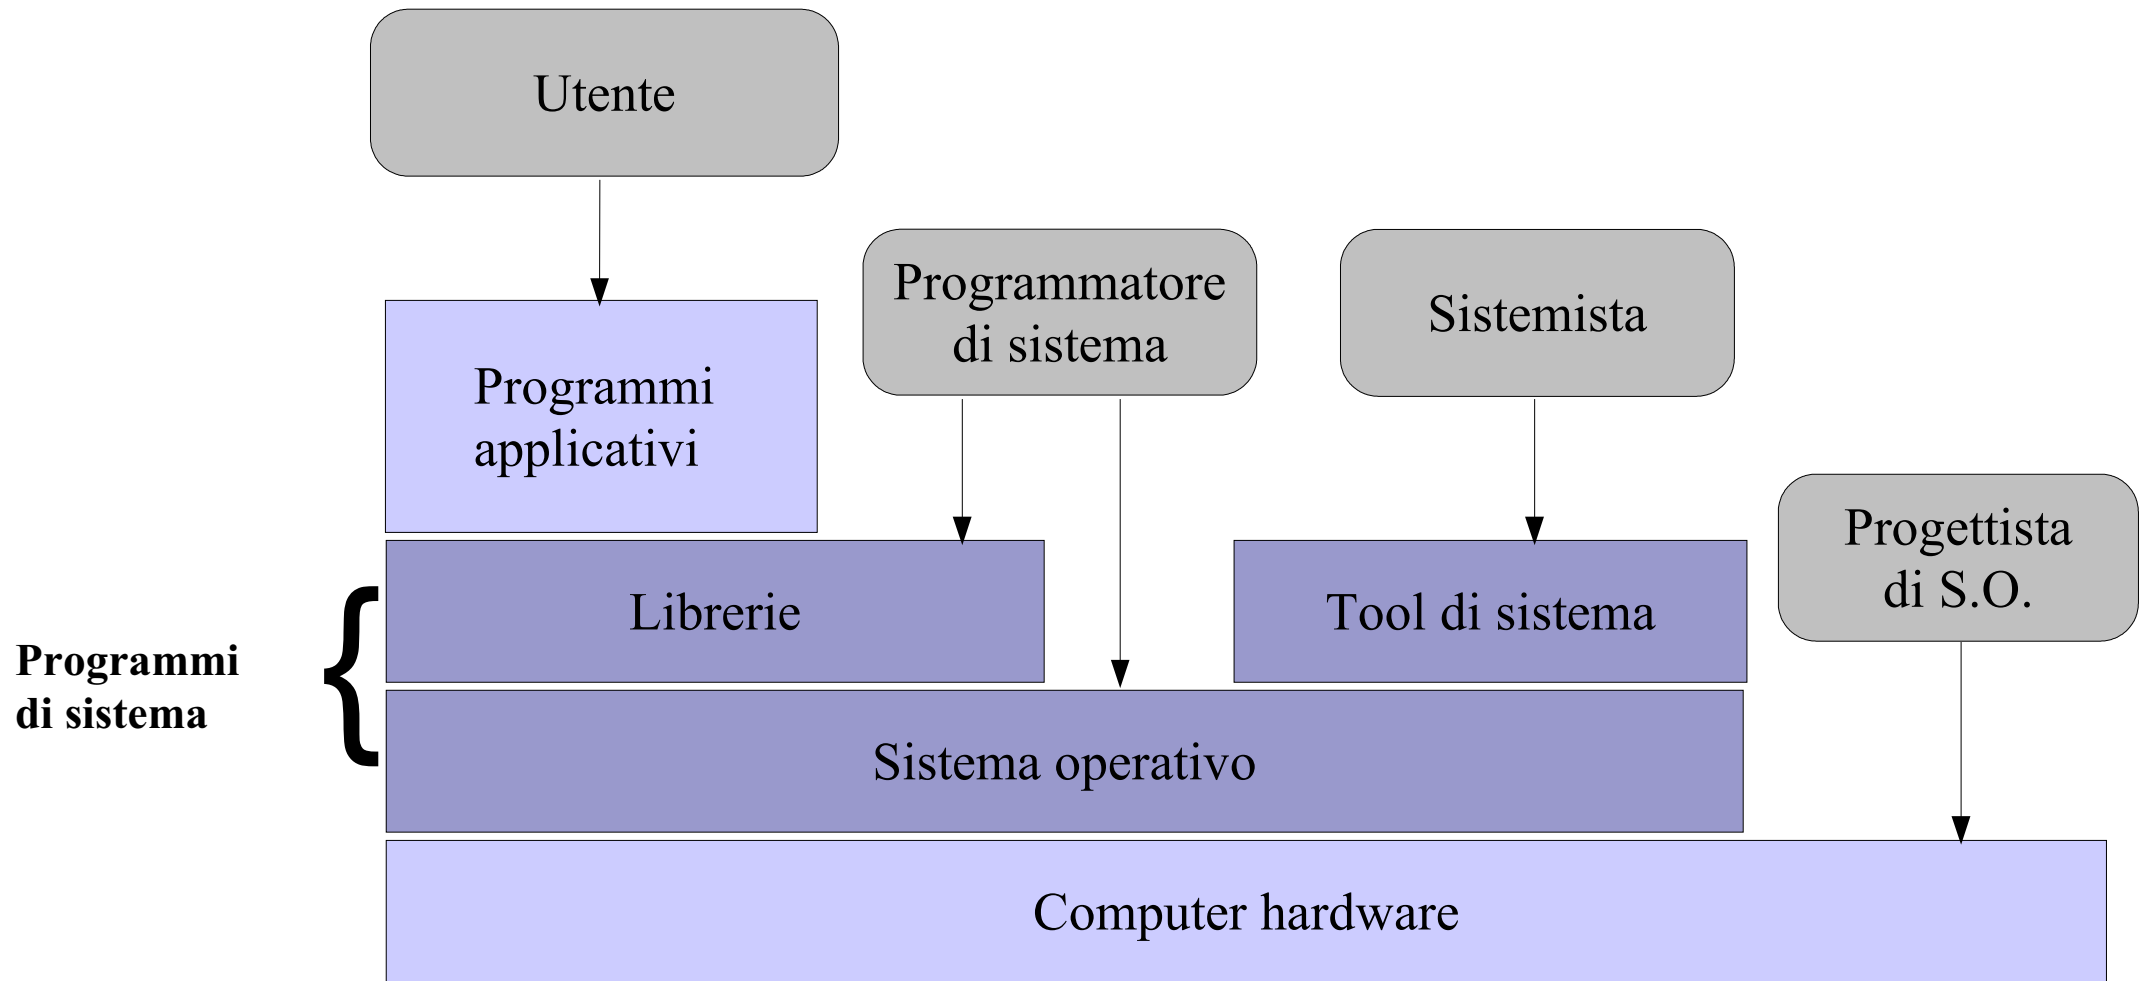 Utente
Programmatore
di sistema
Sistemista
Programmi
applicativi
Progettista
di S.O.
Librerie
Tool di sistema
Programmi
di sistema
Sistema operativo
Computer hardware